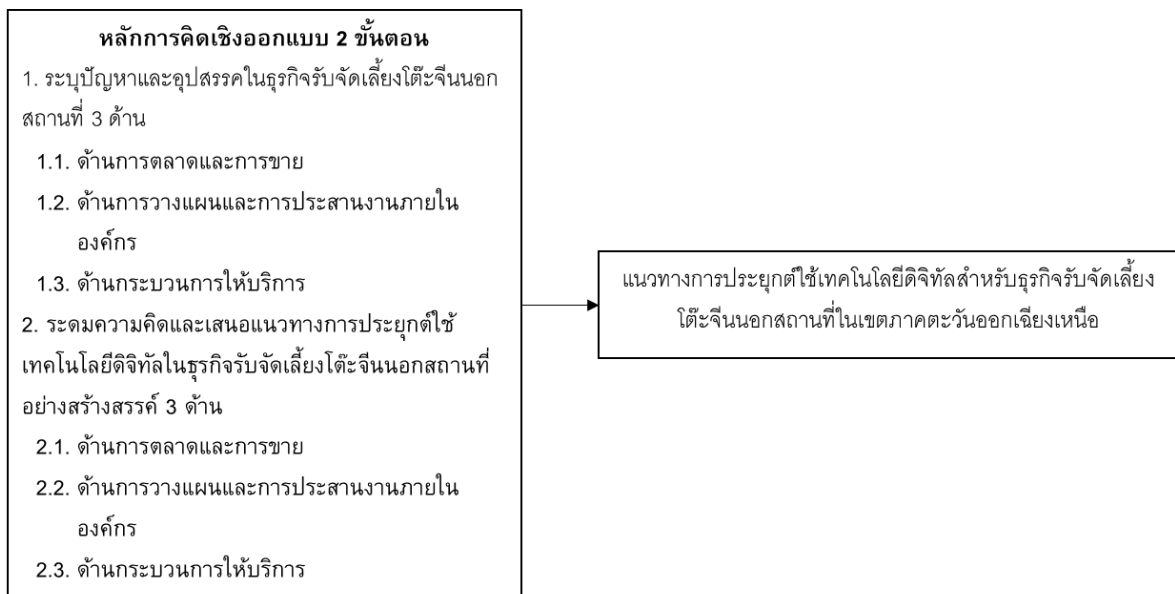 หลักการคิดเชิงออกแบบ 2 ขั้นตอน
1. ระบุปัญหาและอุปสรรคในธุรกิจรับจัดเลี้ยงโต๊ะจีนนอก
สถานที่ 3 ด้าน
1.1. ด้านการตลาดและการขาย
1.2. ด้านการวางแผนและการประสานงานภายใน
องค์กร
1.3. ด้านกระบวนการให้บริการ
2. ระดมความคิดและเสนอแนวทางการประยุกต์ใช้
เทคโนโลยีดิจิทัลในธุรกิจรับจัดเลี้ยงโต๊ะจีนนอกสถานที่
อย่างสร้างสรรค์ 3 ด้าน
2.1. ด้านการตลาดและการขาย
2.2. ด้านการวางแผนและการประสานงานภายใน
องค์กร
2.3. ด้านกระบวนการให้บริการ
แนวทางการประยุกต์ใช้เทคโนโลยีดิจิทัลสำหรับธุรกิจรับจัดเลี้ยง
โต๊ะจีนนอกสถานที่ในเขตภาคตะวันออกเฉียงเหนือ